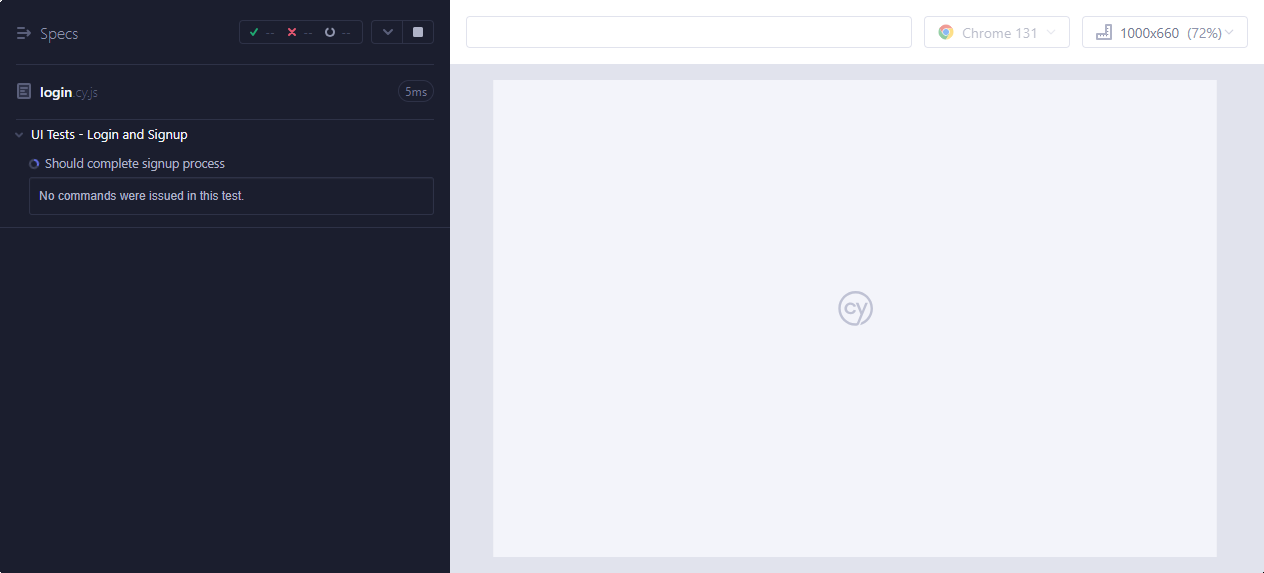 Specs
-- -- --
login.cy.js
5ms
UI Tests - Login and Signup
Should complete signup process
No commands were issued in this test.
Chrome 131
1000x660 (72%)
cy